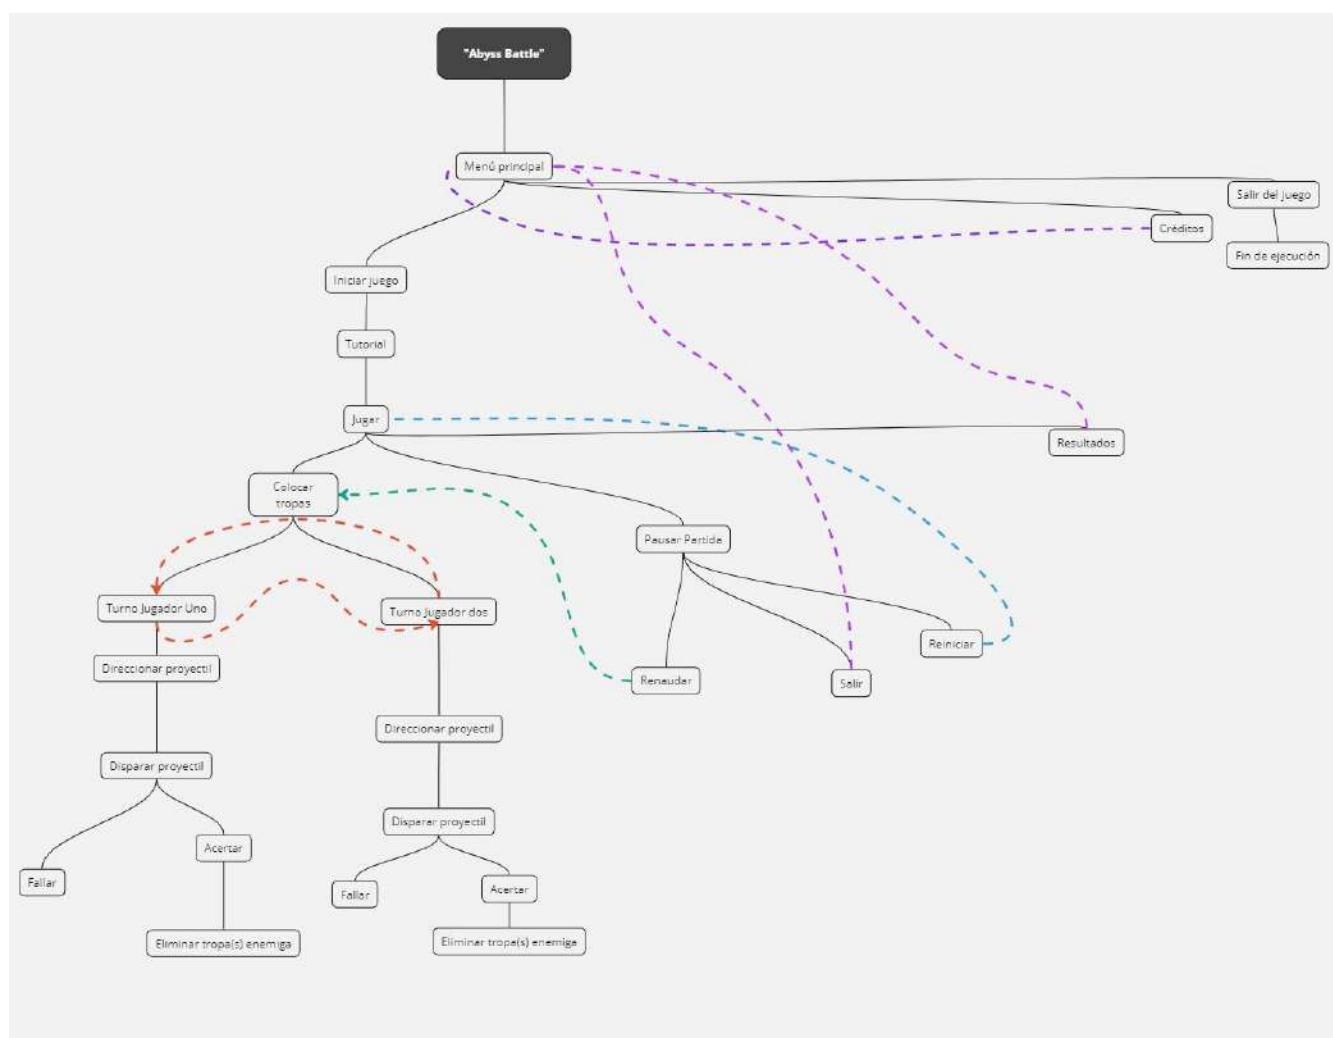 "Abyss Battle"
Menú principal
Salir del juego
Créditos
Fin de ejecución
Iniciar juego
Tutorial
Jugar
Resultados
Colocar
tropas
Pausar Partida
Turno Jugador Uno
Turno Jugador dos
Reiniciar
Direccionar proyectil
Renaudar
Salir
Direccionar proyectil
Disparar proyectil
Disparar proyectil
Acertar
Fallar
Fallar
Acertar
Eliminar tropa(s) enemiga
Eliminar tropa(s) enemiga